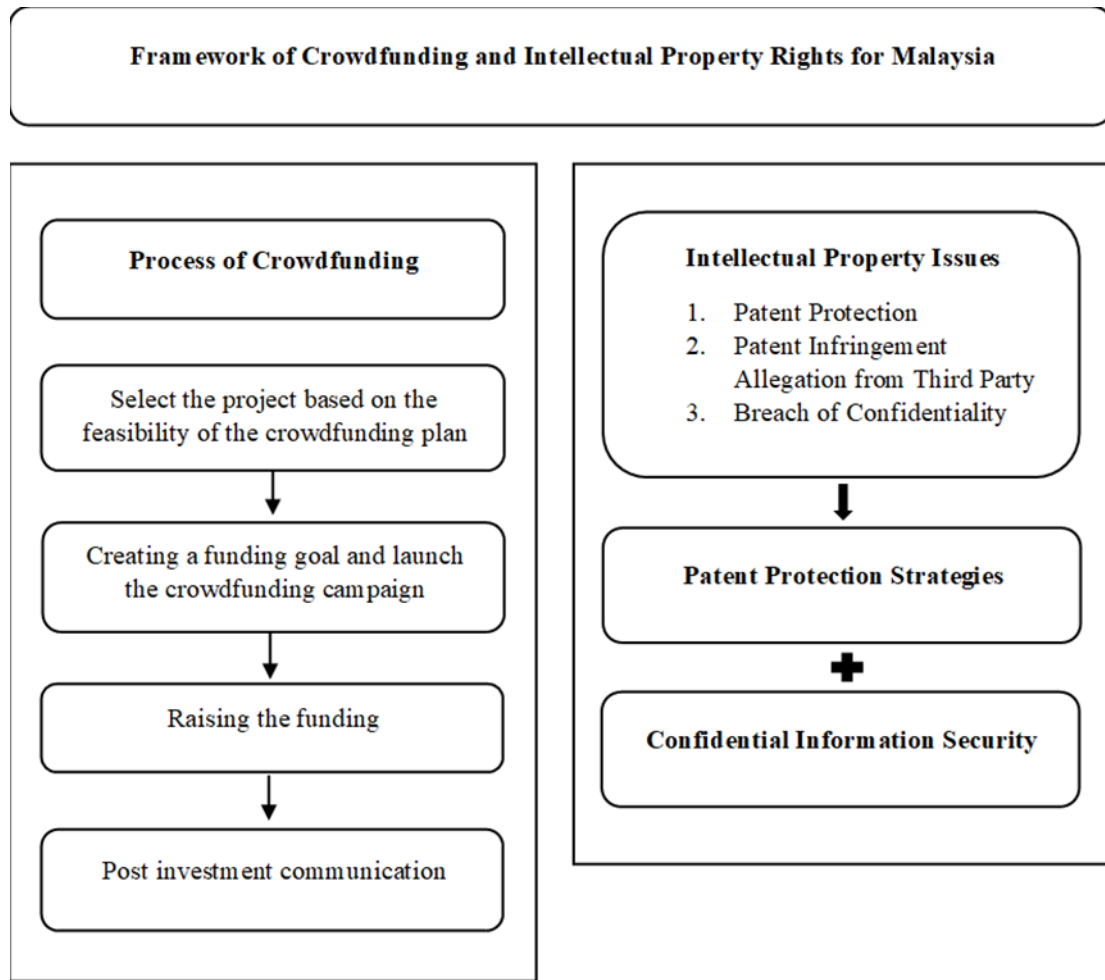 Framework of Crowdfunding and Intellectual Property Rights for Malaysia
Process of Crowdfunding
Select the project based on the
feasibility of the crowdfunding plan
Creating a funding goal and launch
the crowdfunding campaign
Raising the funding
Post investment communication
Intellectual Property Issues
1. Patent Protection
2. Patent Infringement
Allegation from Third Party
3. Breach of Confidentiality
Patent Protection Strategies
Confidential Information Security